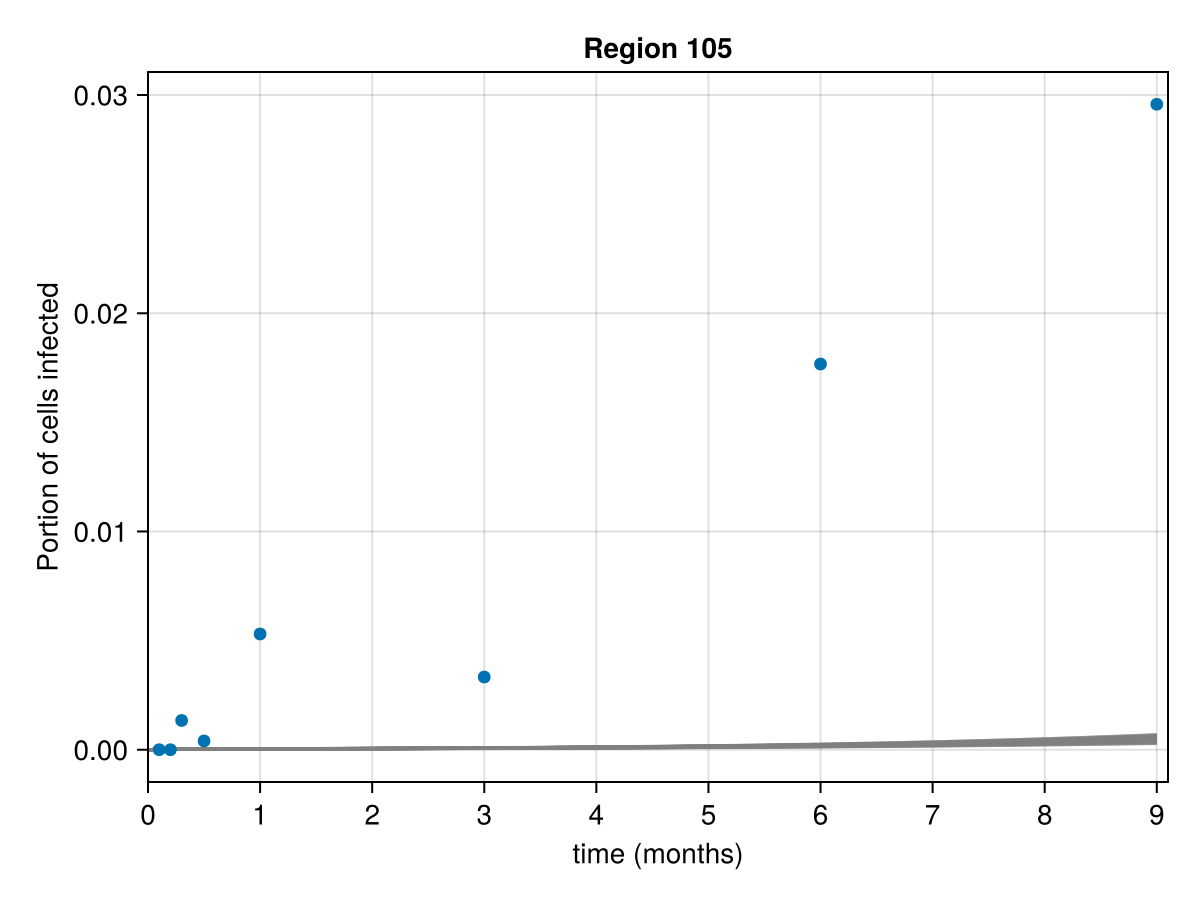 Region 105
0.03
0.02
0.01
0.00
Portion of cells infected
0 1 2 3 4 5 6 7 8 9
time (months)